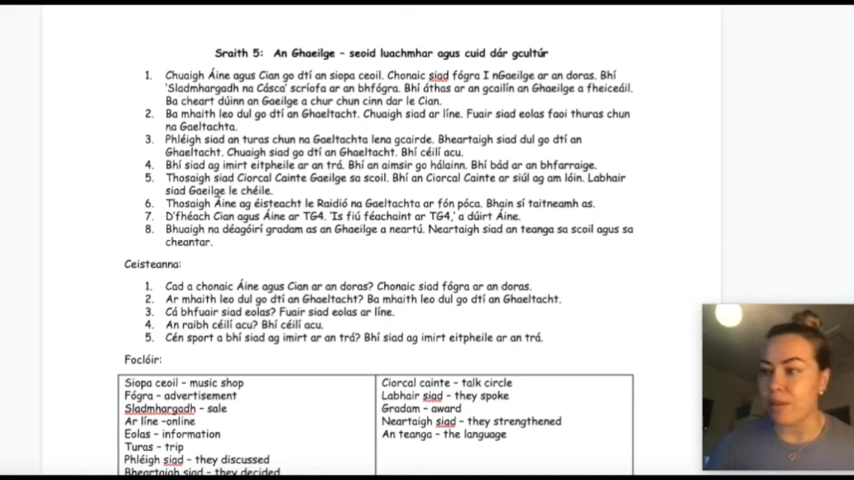 Sraith 5: An Ghaeilge – seoid luachmhar agus cuid dár gcultúr
1. Chuaigh Áine agus Cian go dtí an siopa ceoil. Chonaic siad fógra I nGaeilge ar an doras. Bhí
'Sladmhargadh na Cásca' scríofa ar an bhfógra. Bhí áthas ar an gcailín an Ghaeilge a fheiceáil.
Ba cheart dúinn an Gaeilge a chur chun cinn dar le Cian.
2. Ba mhaith leo dul go dtí an Ghaeltacht. Chuaigh siad ar líne. Fuair siad eolas faoi thuras chun
na Gaeltachta.
3. Phléigh siad an turas chun na Gaeltachta lena gcairde. Bheartaigh siad dul go dtí an
Ghaeltacht. Chuaigh siad go dtí an Ghaeltacht. Bhí céilí acu.
4. Bhí siad ag imirt eitpheile ar an trá. Bhí an aimsir go hálainn. Bhí bád ar an bhfarraige.
5. Thosaigh siad Ciorcal Cainte Gaeilge sa scoil. Bhí an Ciorcal Cainte ar siúl ag am lóin. Labhair
siad Gaeilge le chéile.
6. Thosaigh Áine ag éisteacht le Raidió na Gaeltachta ar fón póca. Bhain sí taitneamh as.
7. D'fhéach Cian agus Áine ar TG4. 'Is fiú féachaint ar TG4,' a dúirt Áine.
8. Bhuaigh na déagóirí gradam as an Ghaeilge a neartú. Neartaigh siad an teanga sa scoil agus sa
cheantar.
Ceisteanna:
1. Cad a chonaic Áine agus Cian ar an doras? Chonaic siad fógra ar an doras.
2. Ar mhaith leo dul go dtí an Ghaeltacht? Ba mhaith leo dul go dtí an Ghaeltacht.
3. Cá bhfuair siad eolas? Fuair siad eolas ar líne.
4. An raibh céilí acu? Bhí céilí acu.
5. Cén sport a bhí siad ag imirt ar an trá? Bhí siad ag imirt eitpheile ar an trá.
Foclóir:
Siopa ceoil – music shop
Fógra – advertisement
Sladmhargadh – sale
Ar líne –online
Eolas – information
Turas – trip
Phléigh siad – they discussed
Bheartaigh siad – they decided
Ciorcal cainte – talk circle
Labhair siad – they spoke
Gradam – award
Neartaigh siad – they strengthened
An teanga – the language